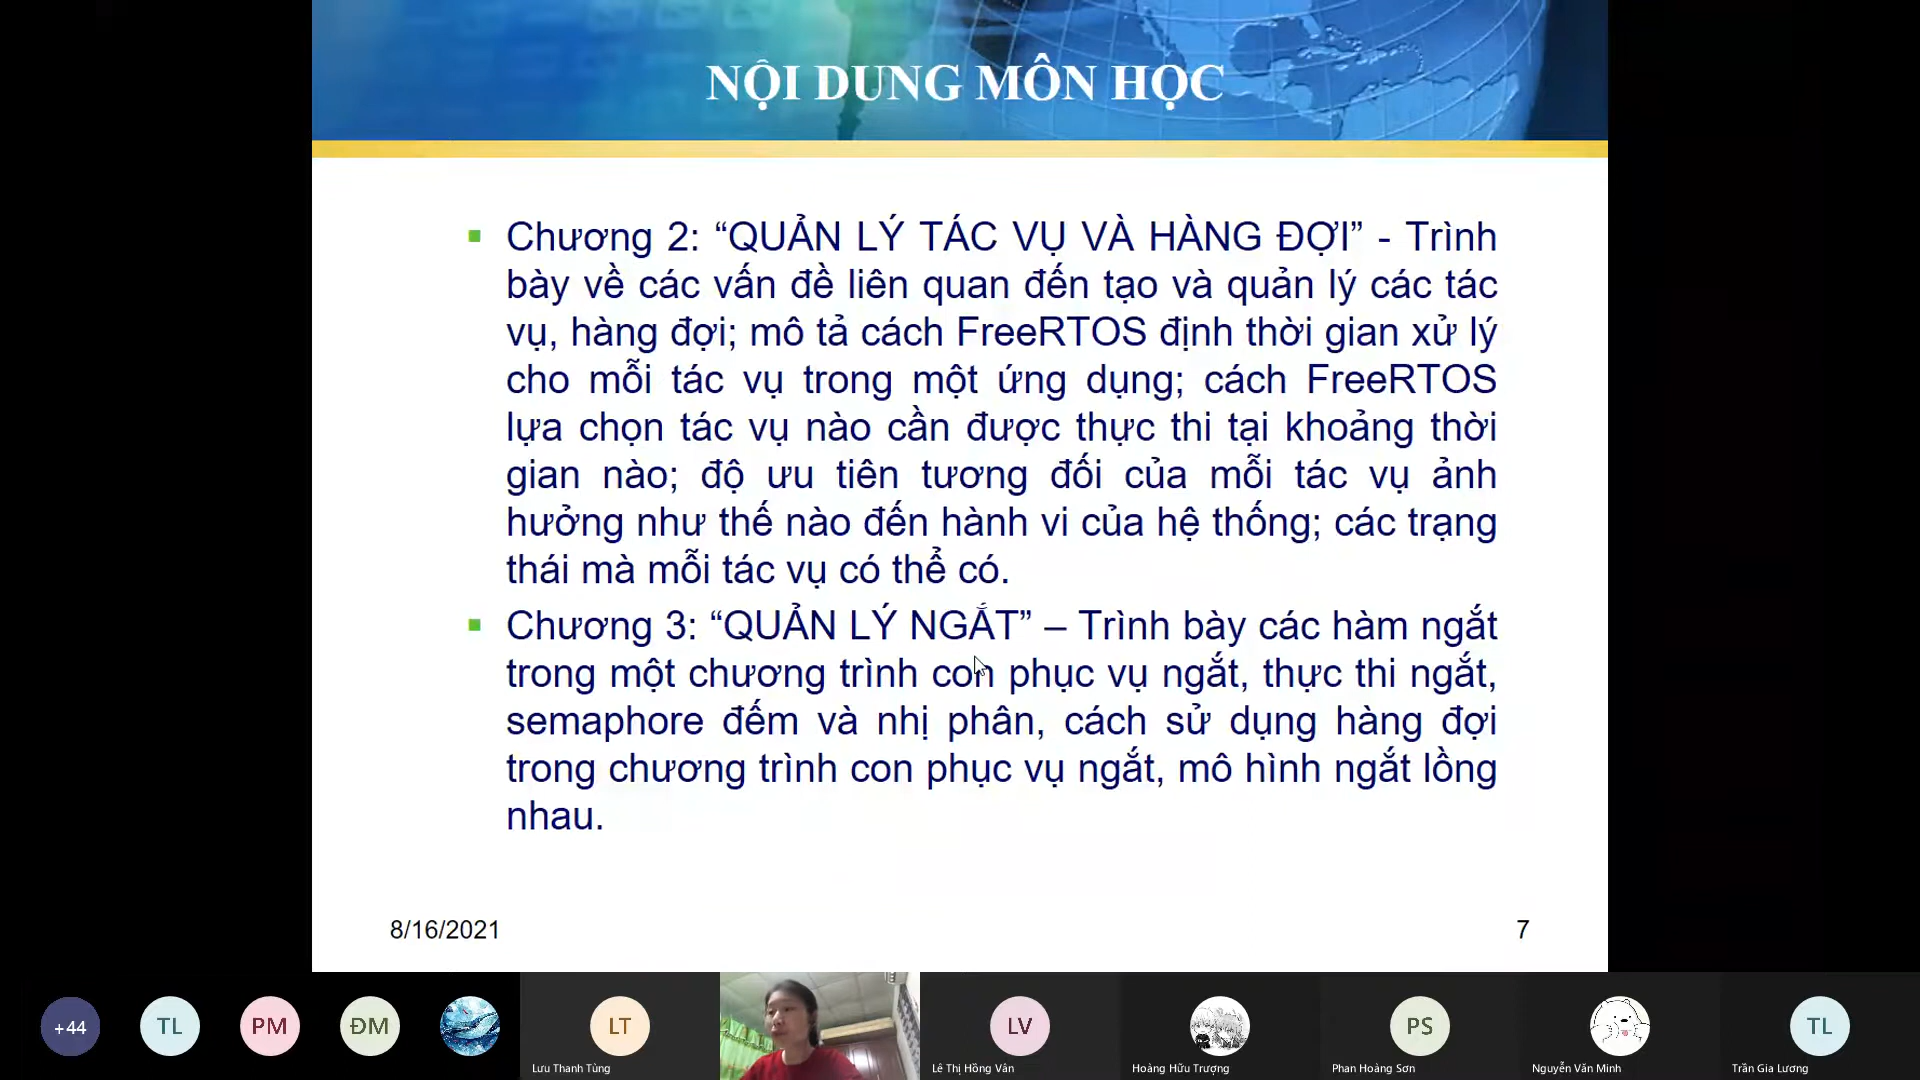 NỘI DUNG MÔN HỌC
Chương 2: “QUẢN LÝ TÁC VỤ VÀ HÀNG ĐỢI” - Trình
bày về các vấn đề liên quan đến tạo và quản lý các tác
vụ, hàng đợi; mô tả cách FreeRTOS định thời gian xử lý
cho mỗi tác vụ trong một ứng dụng; cách FreeRTOS
lựa chọn tác vụ nào cần được thực thi tại khoảng thời
gian nào; độ ưu tiên tương đối của mỗi tác vụ ảnh
hưởng như thế nào đến hành vi của hệ thống; các trạng
thái mà mỗi tác vụ có thể có.
Chương 3: “QUẢN LÝ NGẮT” – Trình bày các hàm ngắt
trong một chương trình con phục vụ ngắt, thực thi ngắt,
semaphore đếm và nhị phân, cách sử dụng hàng đợi
trong chương trình con phục vụ ngắt, mô hình ngắt lồng
nhau.
8/16/2021
7
+44
TL
PM
ĐM
LT
LV
PS
TL
Lưu Thanh Tùng
Lê Thị Hồng Vân
Hoàng Hữu Trượng
Phan Hoàng Sơn
Nguyễn Văn Minh
Trần Gia Lương